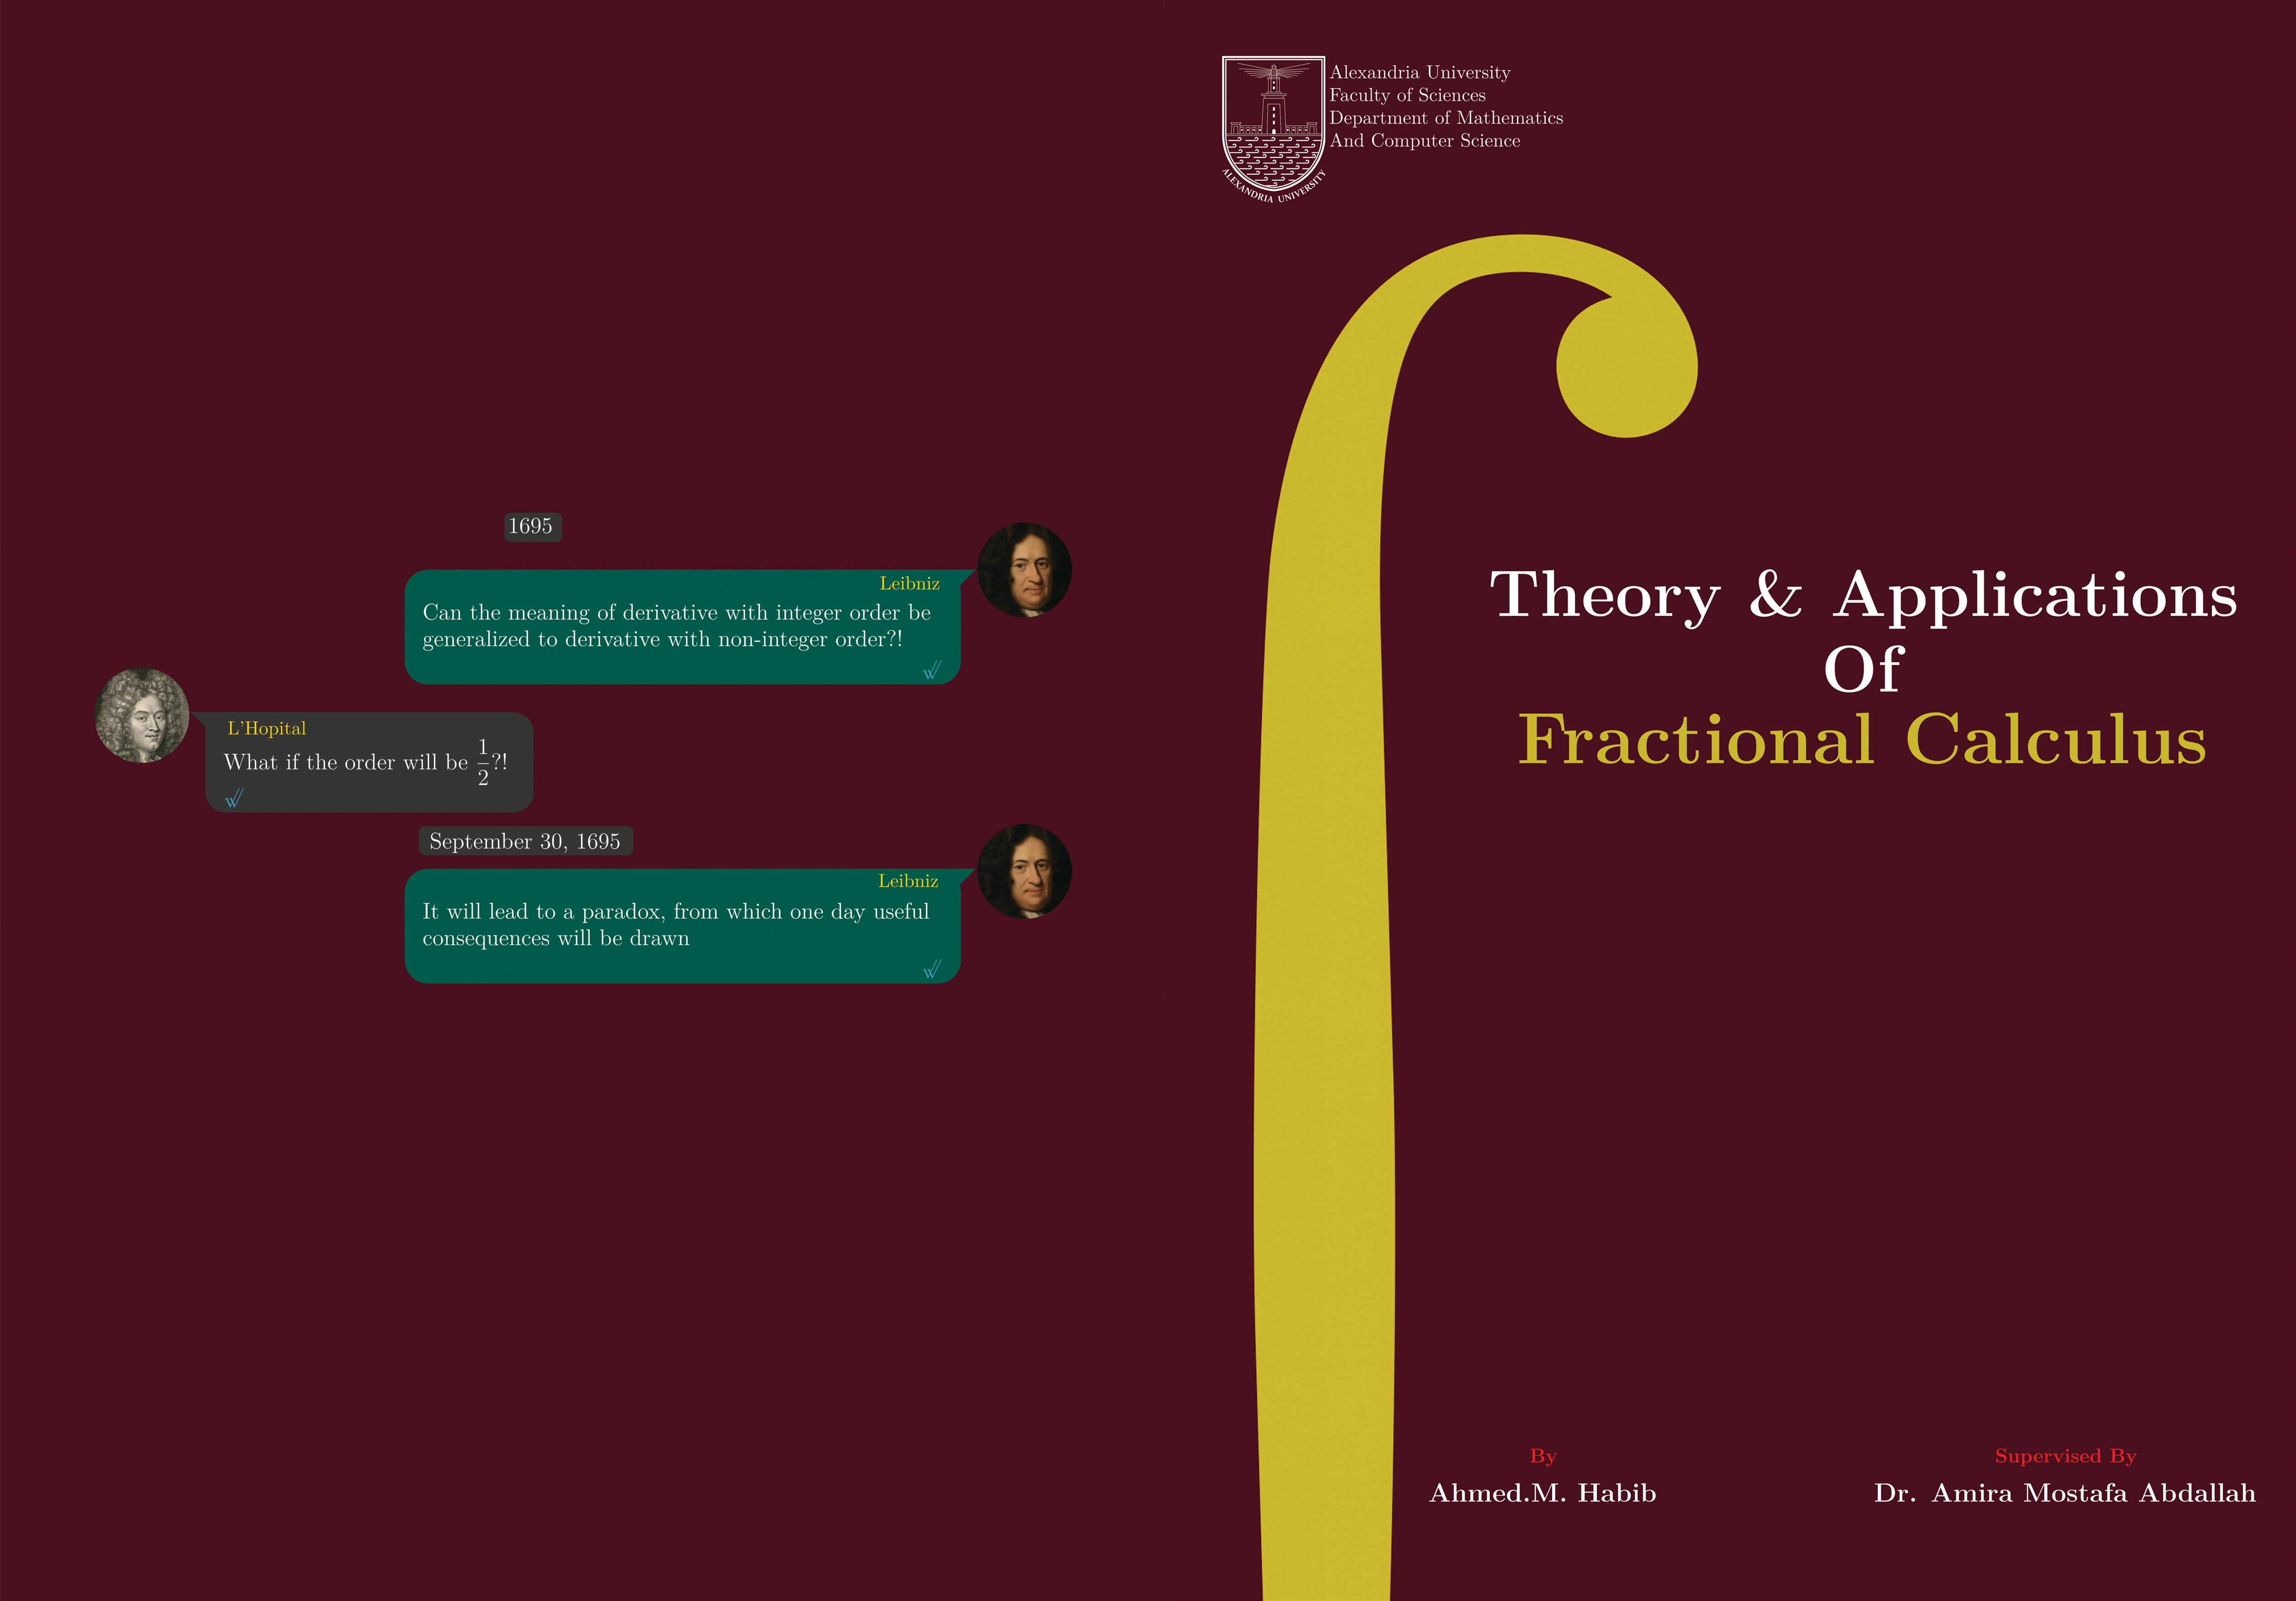 1695
Leibniz
Can the meaning of derivative with integer order be
generalized to derivative with non-integer order?!
L'Hopital
What if the order will be 1/2?!
September 30, 1695
Leibniz
It will lead to a paradox, from which one day useful
consequences will be drawn
Alexandria University
Faculty of Sciences
Department of Mathematics
And Computer Science
ALEXANDRIA UNIVERSITY
Theory & Applications
Of
Fractional Calculus
By
Ahmed.M. Habib
Supervised By
Dr. Amira Mostafa Abdallah